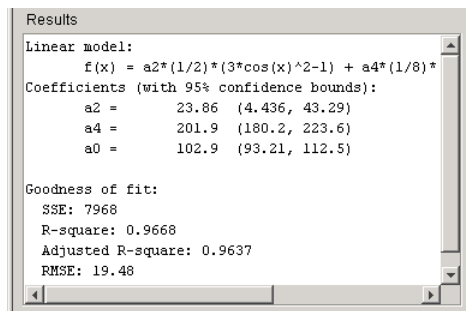 Results
Linear model:
f(x) = a2*(1/2)*(3*cos(x)^2-1) + a4*(1/8)*
Coefficients (with 95% confidence bounds):
a2 = 23.86 (4.436, 43.29)
a4 = 201.9 (180.2, 223.6)
a0 = 102.9 (93.21, 112.5)
Goodness of fit:
SSE: 7968
R-square: 0.9668
Adjusted R-square: 0.9637
RMSE: 19.48